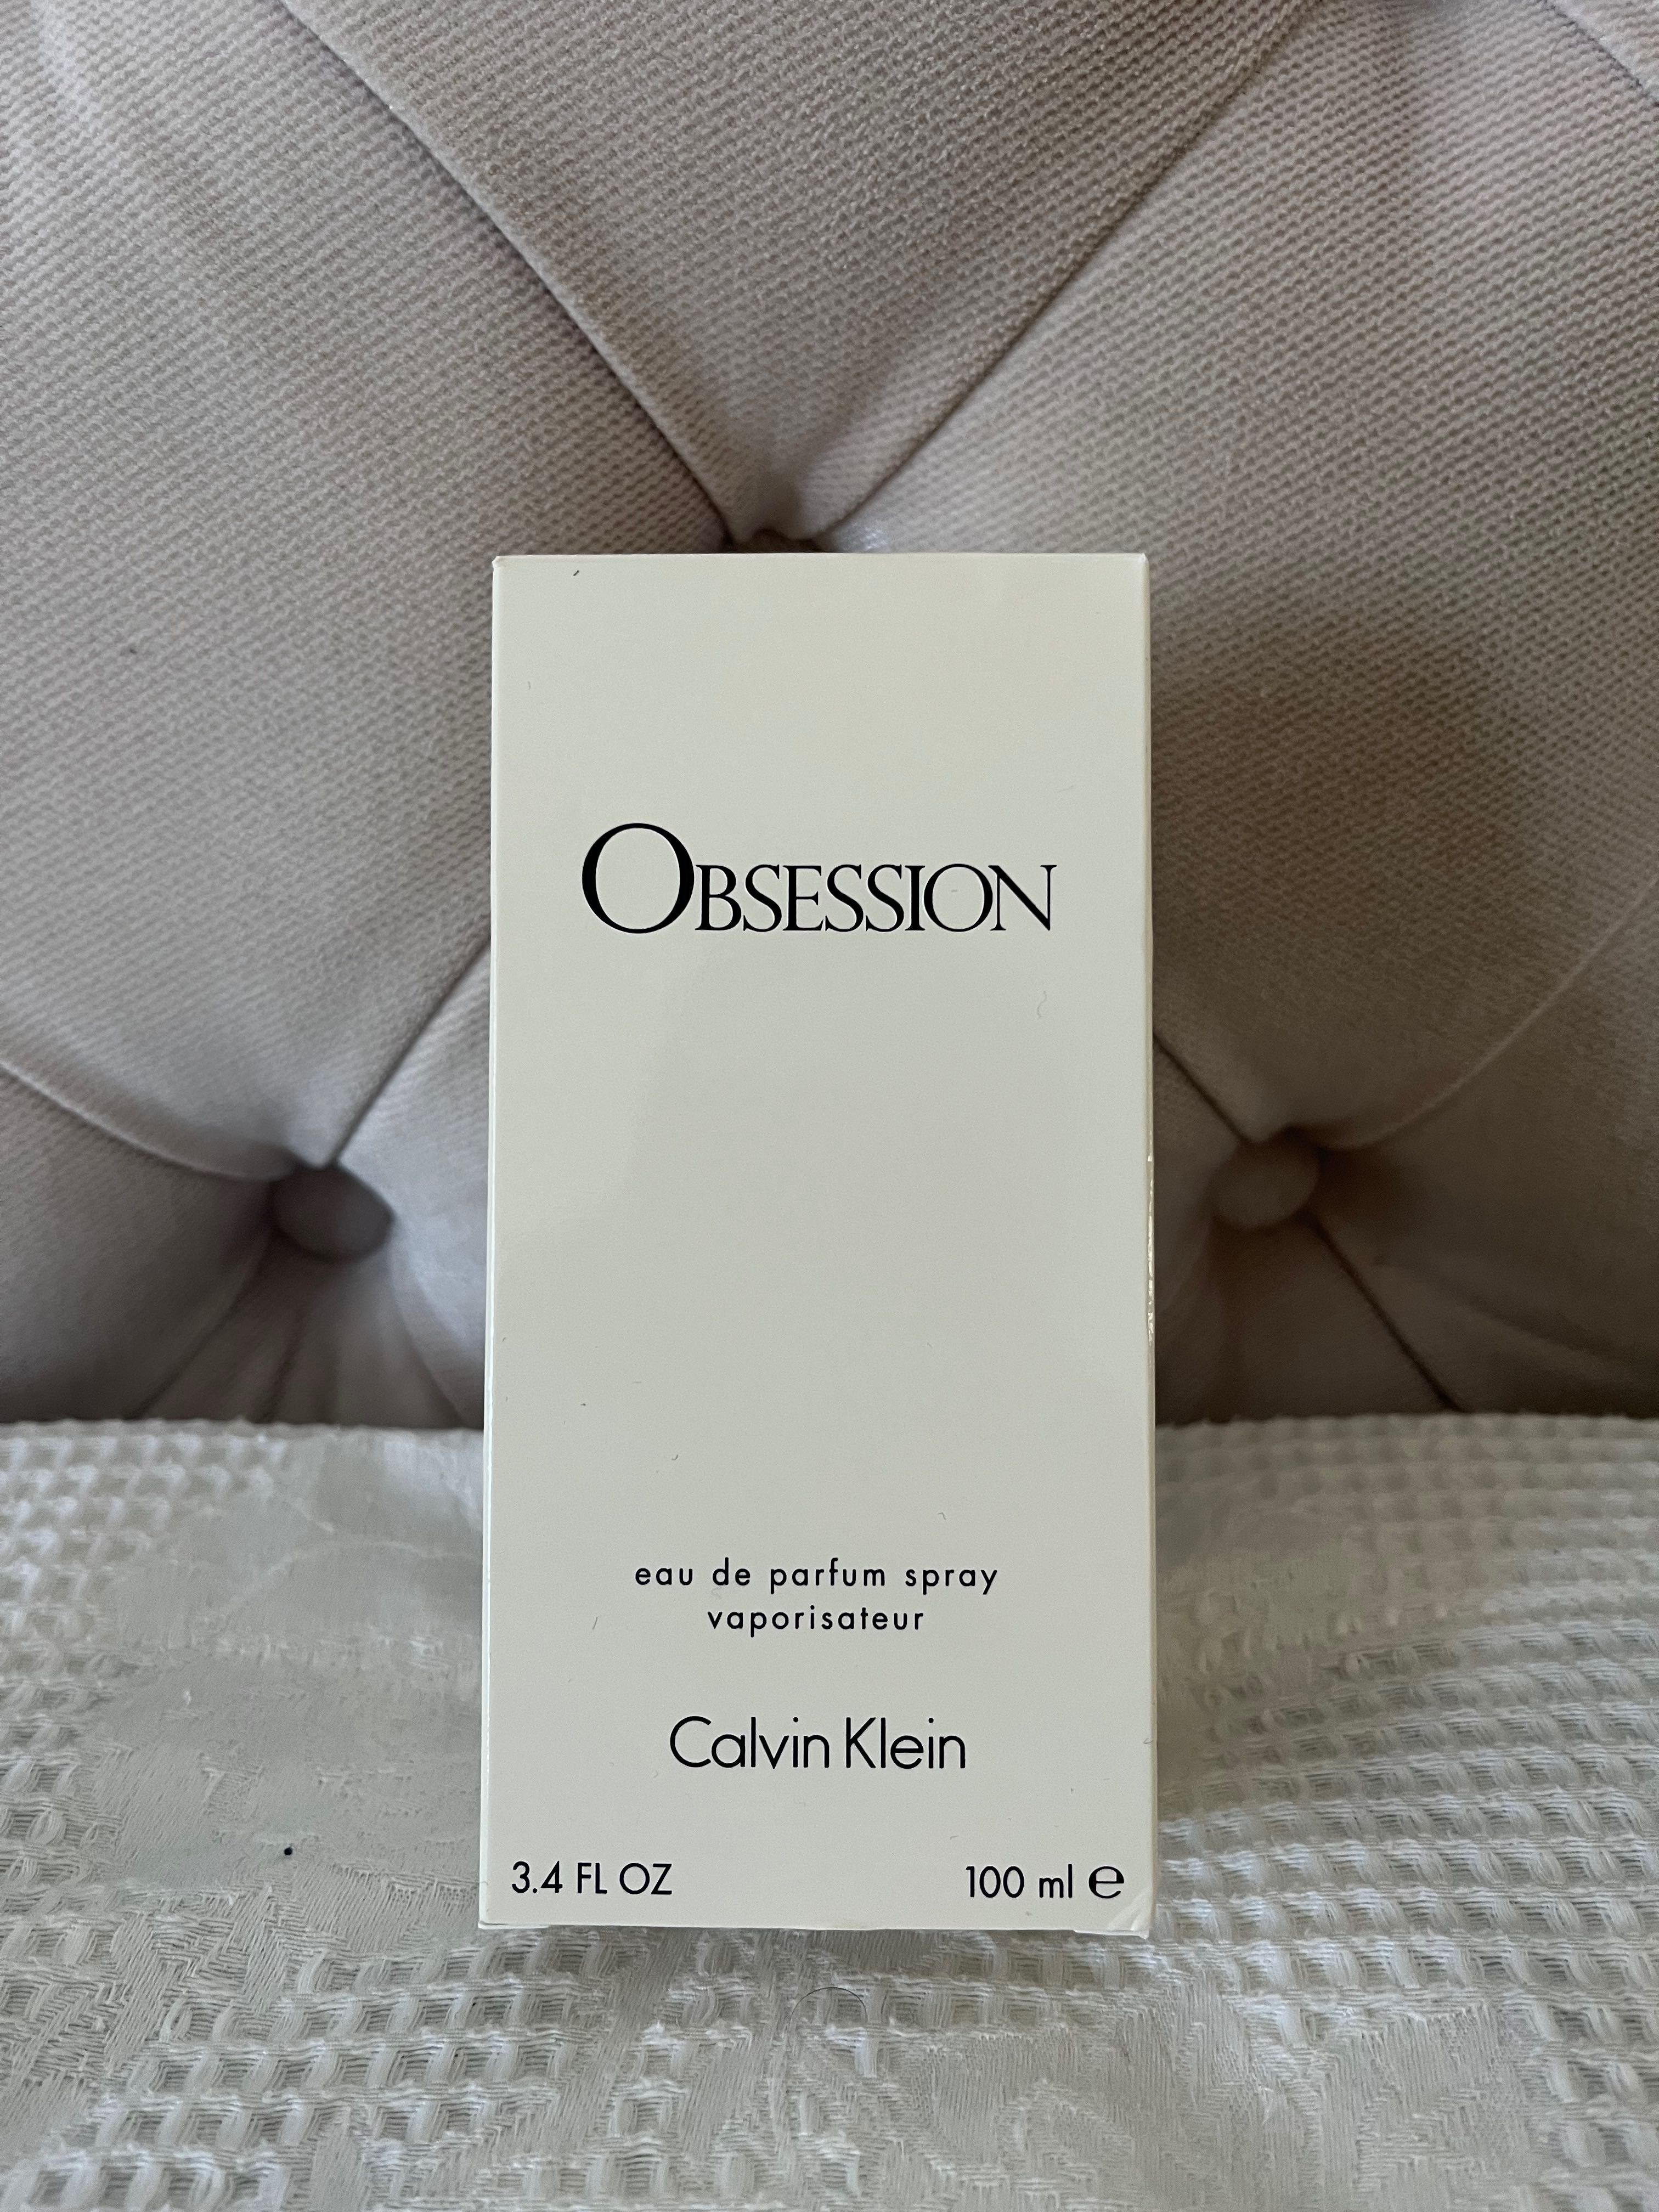 OBSESSION
eau de parfum spray
vaporisateur
Calvin Klein
3.4 FL OZ 100 ml ℮